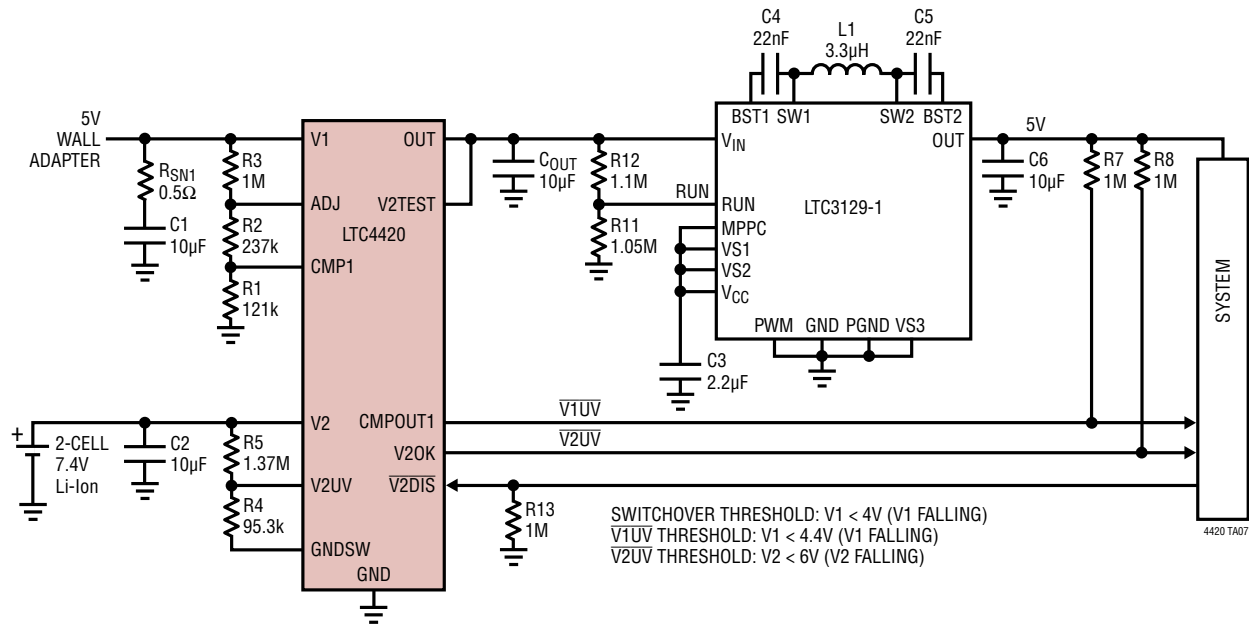 C4
22nF
L1
3.3µH
C5
22nF
BST1 SW1
SW2 BST2
5V
WALL
ADAPTER
RSN1
0.5Ω
C1
10µF
R3
1M
R2
237k
R1
121k
V1
ADJ
CMP1
LTC4420
OUT
V2TEST
COUT
10µF
R12
1.1M
R11
1.05M
RUN
VIN
RUN
MPPC
VS1
VS2
VCC
LTC3129-1
OUT
PWM GND PGND VS3
C3
2.2µF
5V
C6
10µF
R7
1M
R8
1M
SYSTEM
+
2-CELL
7.4V
Li-Ion
C2
10µF
R5
1.37M
R4
95.3k
V2
V2UV
GNDSW
GND
CMPOUT1
V2OK
V2DIS
V1UV
V2UV
R13
1M
SWITCHOVER THRESHOLD: V1 < 4V (V1 FALLING)
V1UV THRESHOLD: V1 < 4.4V (V1 FALLING)
V2UV THRESHOLD: V2 < 6V (V2 FALLING)
4420 TA07